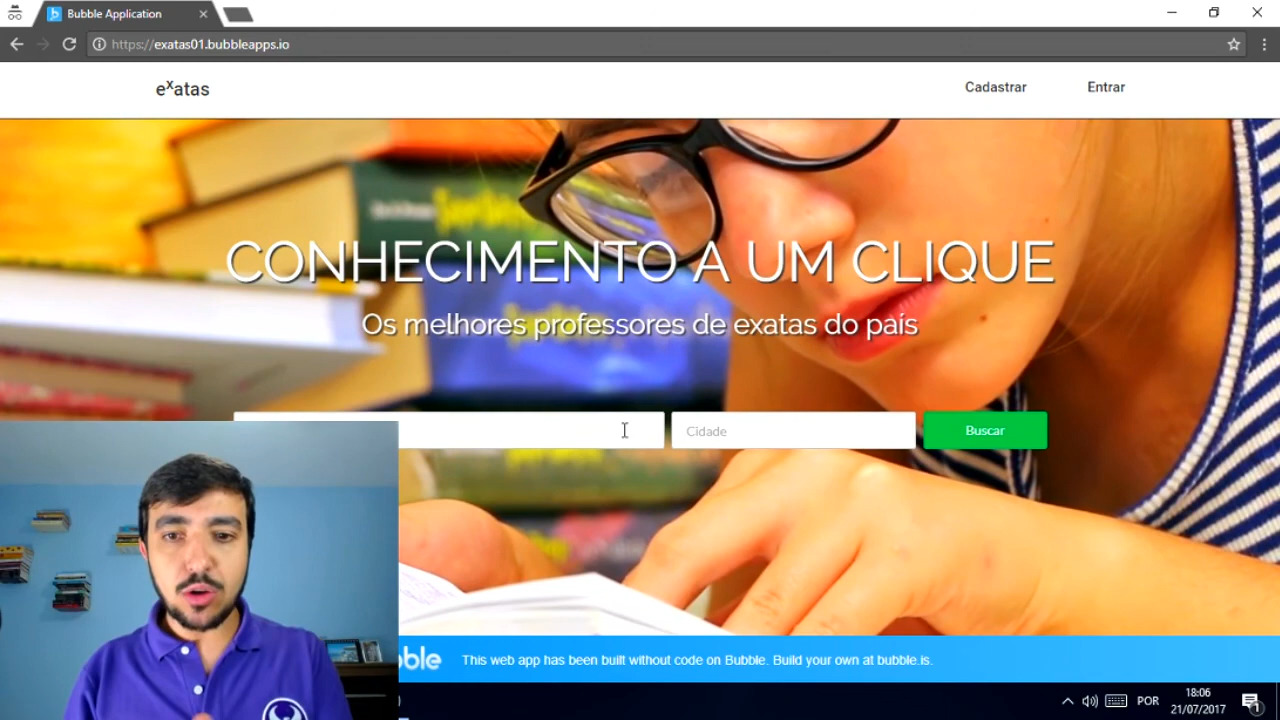 Bubble Application
https://exatas01.bubbleapps.io
exatas
Cadastrar
Entrar
CONHECIMENTO A UM CLIQUE
Os melhores professores de exatas do país
Cidade
Buscar
This web app has been built without code on Bubble. Build your own at bubble.is.
POR
18:06
21/07/2017
1